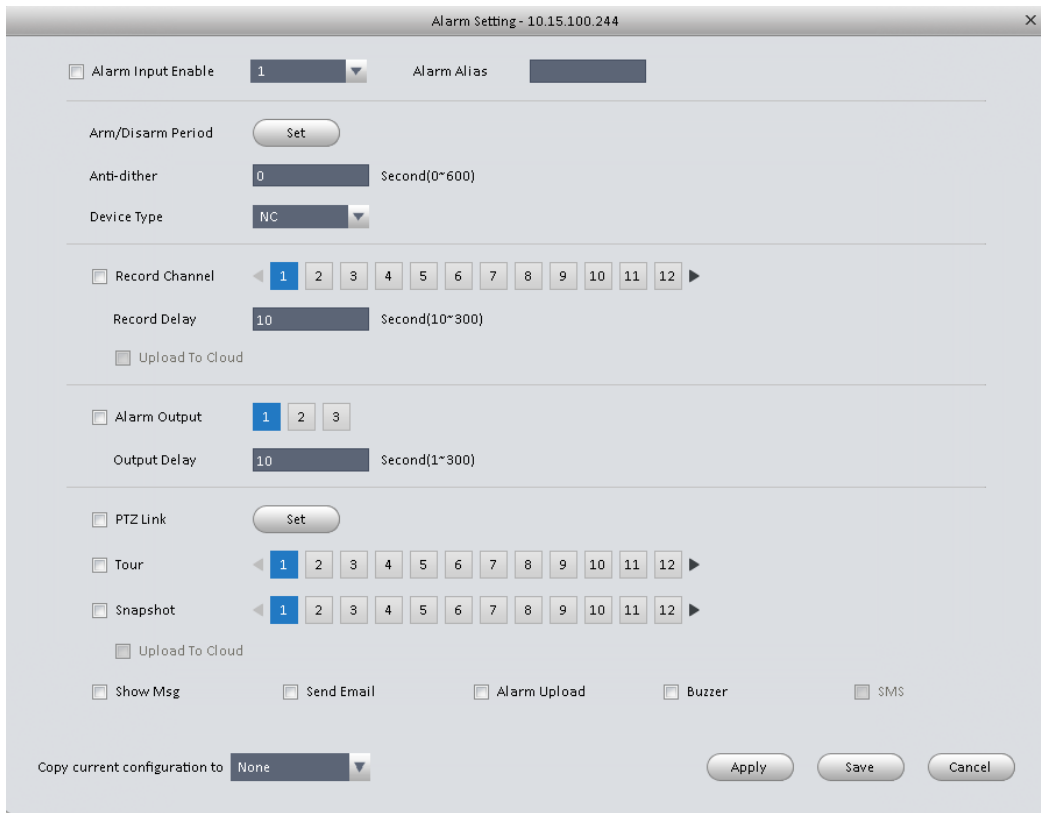 Alarm Setting - 10.15.100.244
Alarm Input Enable 1 Alarm Alias
Arm/Disarm Period Set
Anti-dither 0 Second(0~600)
Device Type NC
Record Channel 1 2 3 4 5 6 7 8 9 10 11 12
Record Delay 10 Second(10~300)
Upload To Cloud
Alarm Output 1 2 3
Output Delay 10 Second(1~300)
PTZ Link Set
Tour 1 2 3 4 5 6 7 8 9 10 11 12
Snapshot 1 2 3 4 5 6 7 8 9 10 11 12
Upload To Cloud
Show Msg Send Email Alarm Upload Buzzer SMS
Copy current configuration to None Apply Save Cancel